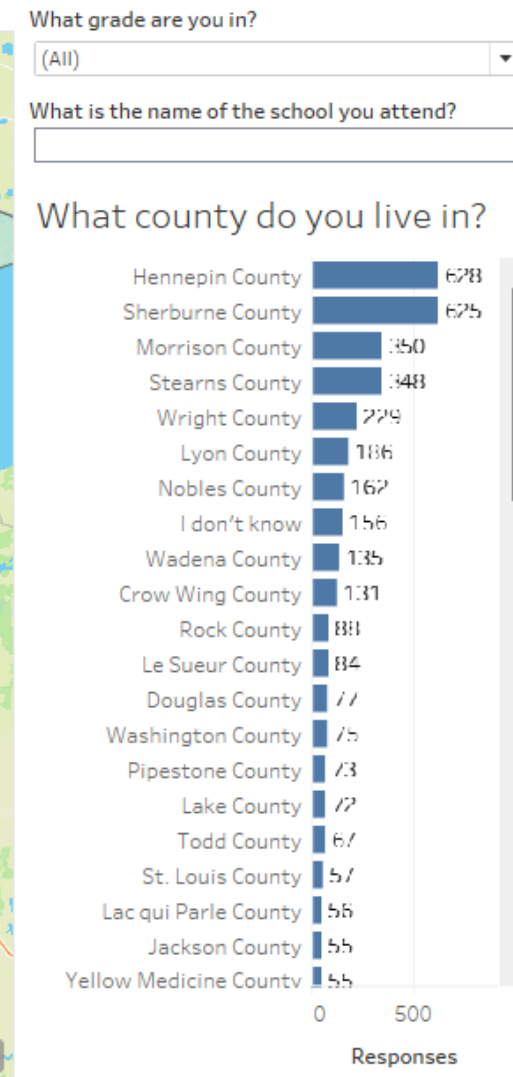 What grade are you in?
(All)
What is the name of the school you attend?
What county do you live in?
Hennepin County 628
Sherburne County 625
Morrison County 350
Stearns County 348
Wright County 229
Lyon County 186
Nobles County 162
I don't know 156
Wadena County 135
Crow Wing County 131
Rock County 88
Le Sueur County 84
Douglas County 77
Washington County 75
Pipestone County 73
Lake County 72
Todd County 67
St. Louis County 57
Lac qui Parle County 56
Jackson County 55
Yellow Medicine County 55
0 500
Responses